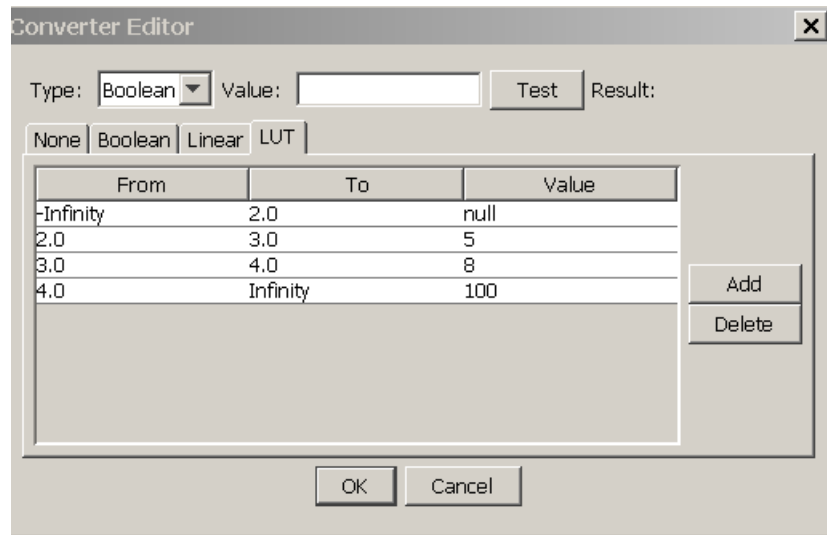 Converter Editor
Type: Boolean Value: Test Result:
None Boolean Linear LUT
From To Value
-Infinity 2.0 null
2.0 3.0 5
3.0 4.0 8
4.0 Infinity 100
Add
Delete
OK Cancel